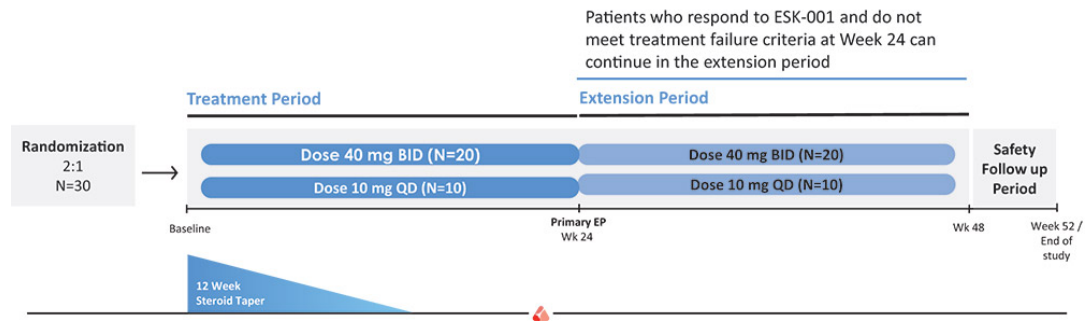 Patients who respond to ESK-001 and do not
meet treatment failure criteria at Week 24 can
continue in the extension period
Treatment Period
Extension Period
Randomization
2:1
N=30
Dose 40 mg BID (N=20)
Dose 10 mg QD (N=10)
Dose 40 mg BID (N=20)
Dose 10 mg QD (N=10)
Safety
Follow up
Period
Baseline
Primary EP
Wk 24
Wk 48
Week 52 /
End of
study
12 Week
Steroid Taper